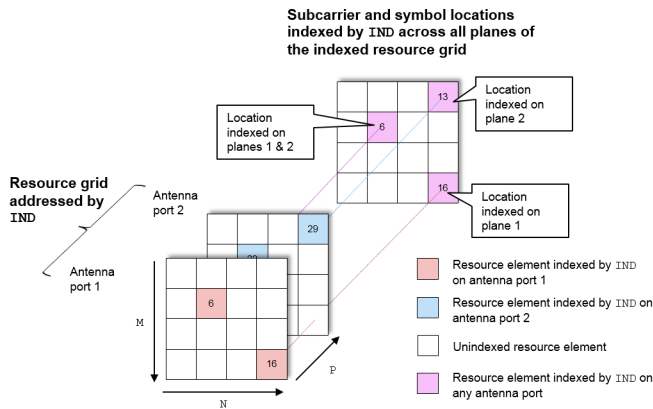 Subcarrier and symbol locations
indexed by IND across all planes of
the indexed resource grid
13
Location
indexed on
plane 2
Location
indexed on
planes 1 & 2
6
16
Location
indexed on
plane 1
Resource grid
addressed by
IND
Antenna
port 2
Antenna
port 1
29
6
16
M
N
P
Resource element indexed by IND
on antenna port 1
Resource element indexed by IND on
antenna port 2
Unindexed resource element
Resource element indexed by IND on
any antenna port